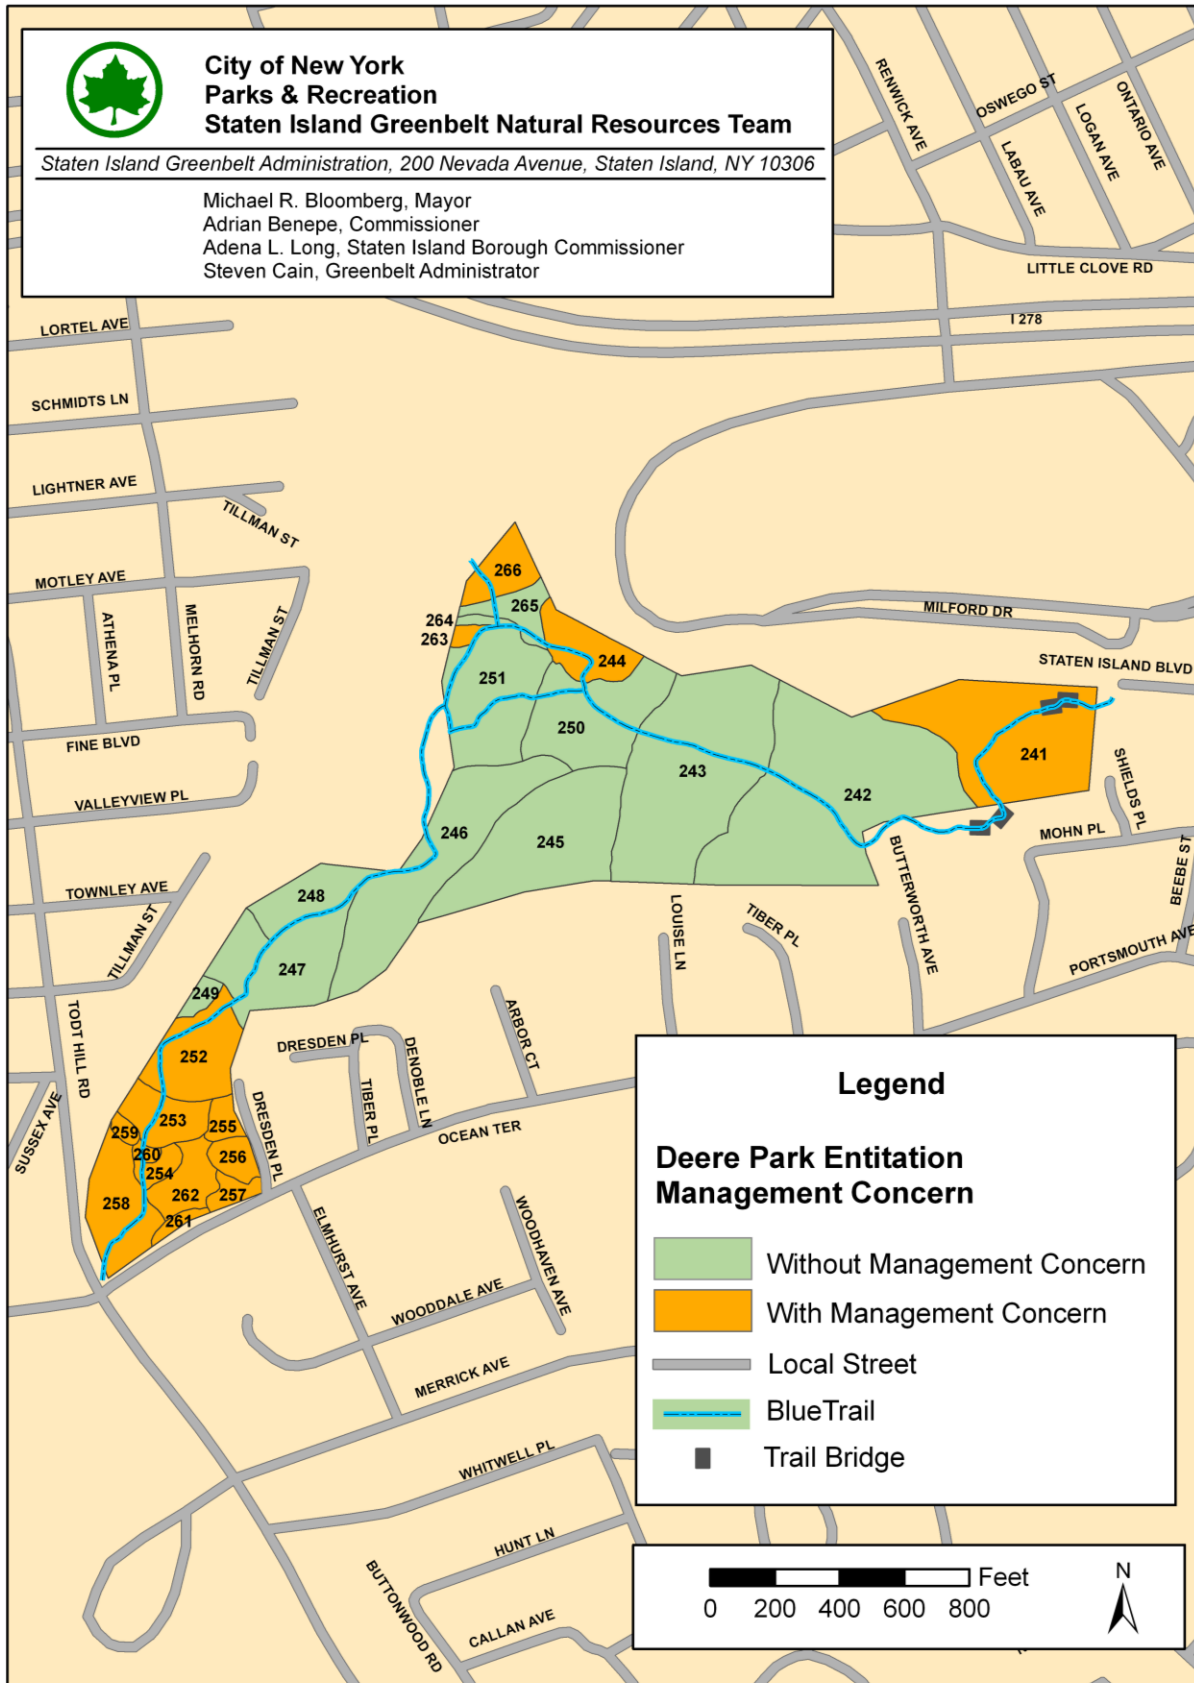 City of New York
Parks & Recreation
Staten Island Greenbelt Natural Resources Team
Staten Island Greenbelt Administration, 200 Nevada Avenue, Staten Island, NY 10306
Michael R. Bloomberg, Mayor
Adrian Benepe, Commissioner
Adena L. Long, Staten Island Borough Commissioner
Steven Cain, Greenbelt Administrator
RENWICK AVE
OSWEGO ST
LABAU AVE
LOGAN AVE
ONTARIO AVE
LITTLE CLOVE RD
I 278
LORTEL AVE
SCHMIDTS LN
LIGHTNER AVE
TILLMAN ST
MOTLEY AVE
ATHENA PL
MELHORN RD
TILLMAN ST
FINE BLVD
VALLEYVIEW PL
TOWNLEY AVE
TILLMAN ST
TODT HILL RD
SUSSEX AVE
MILFORD DR
STATEN ISLAND BLVD
SHIELDS PL
MOHN PL
BEEBE ST
BUTTERWORTH AVE
PORTSMOUTH AVE
LOUISE LN
TIBER PL
ARBOR CT
DRESDEN PL
DENOBLE LN
TIBER PL
DRESDEN PL
OCEAN TER
ELMHURST AVE
WOODHAVEN AVE
WOODDALE AVE
MERRICK AVE
WHITWELL PL
HUNT LN
BUTTONWOOD RD
CALLAN AVE
266
265
264
263
244
251
250
243
242
241
246
245
248
247
249
252
253
255
259
260
256
254
262
257
258
261
Legend
Deere Park Entitation
Management Concern
Without Management Concern
With Management Concern
Local Street
BlueTrail
Trail Bridge
Feet
0 200 400 600 800
N